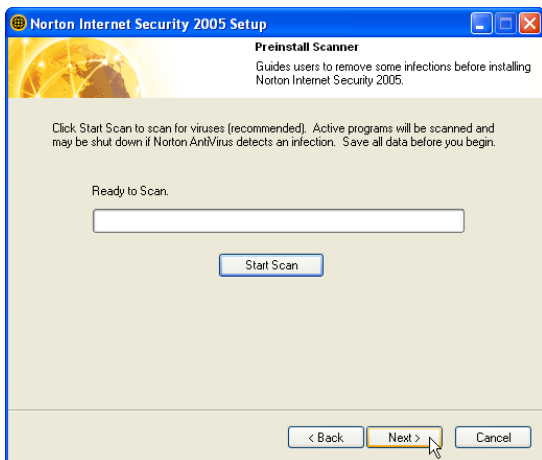 Norton Internet Security 2005 Setup
Preinstall Scanner
Guides users to remove some infections before installing
Norton Internet Security 2005.
Click Start Scan to scan for viruses (recommended). Active programs will be scanned and
may be shut down if Norton AntiVirus detects an infection. Save all data before you begin.
Ready to Scan.
Start Scan
< Back Next > Cancel